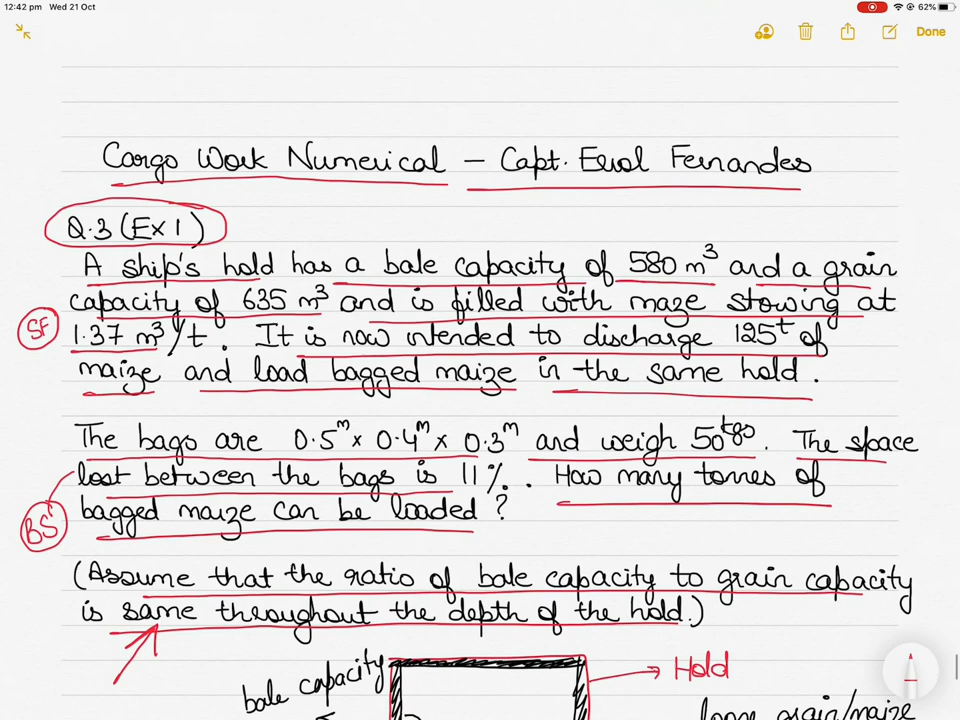 12:42 pm Wed 21 Oct
62%
Done
Cargo Work Numerical – Capt. Errol Fernandes
Q.3 (Ex 1)
A ship's hold has a bale capacity of 580 m³ and a grain
capacity of 635 m³ and is filled with maze stowing at
SF 1.37 m³/t. It is now intended to discharge 125t of
maize and load bagged maize in the same hold.
The bags are 0.5m x 0.4m x 0.3m and weigh 50kgs. The space
lost between the bags is 11%. How many tonnes of
BS bagged maize can be loaded?
(Assume that the ratio of bale capacity to grain capacity
is same throughout the depth of the hold.)
bale capacity
Hold
loose grain/maize